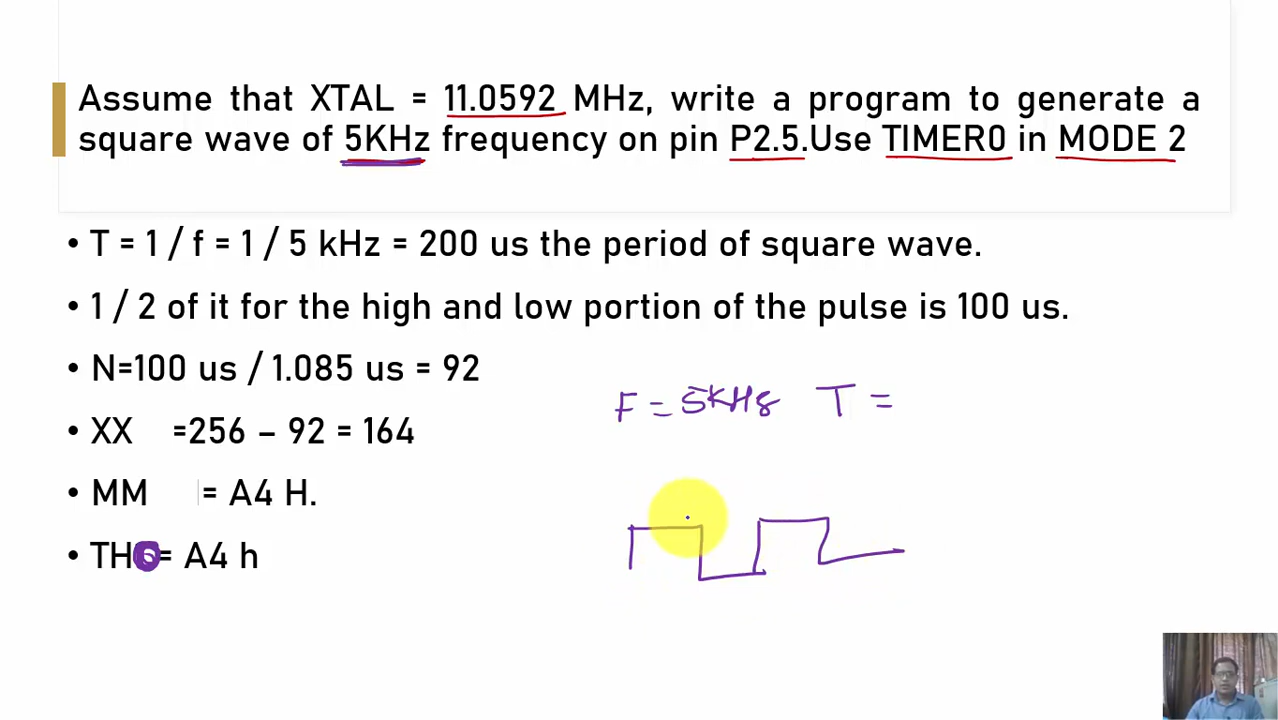 Assume that XTAL = 11.0592 MHz, write a program to generate a
square wave of 5KHz frequency on pin P2.5.Use TIMER0 in MODE 2
• T = 1 / f = 1 / 5 kHz = 200 us the period of square wave.
• 1 / 2 of it for the high and low portion of the pulse is 100 us.
• N=100 us / 1.085 us = 92
F = 5KHz T =
• XX =256 – 92 = 164
• MM = A4 H.
• TH = A4 h